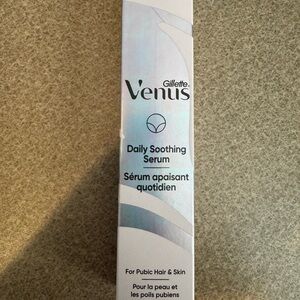 Gillette
Venus
Daily Soothing
Serum
Sérum apaisant
quotidien
For Pubic Hair & Skin
Pour la peau et
les poils pubiens